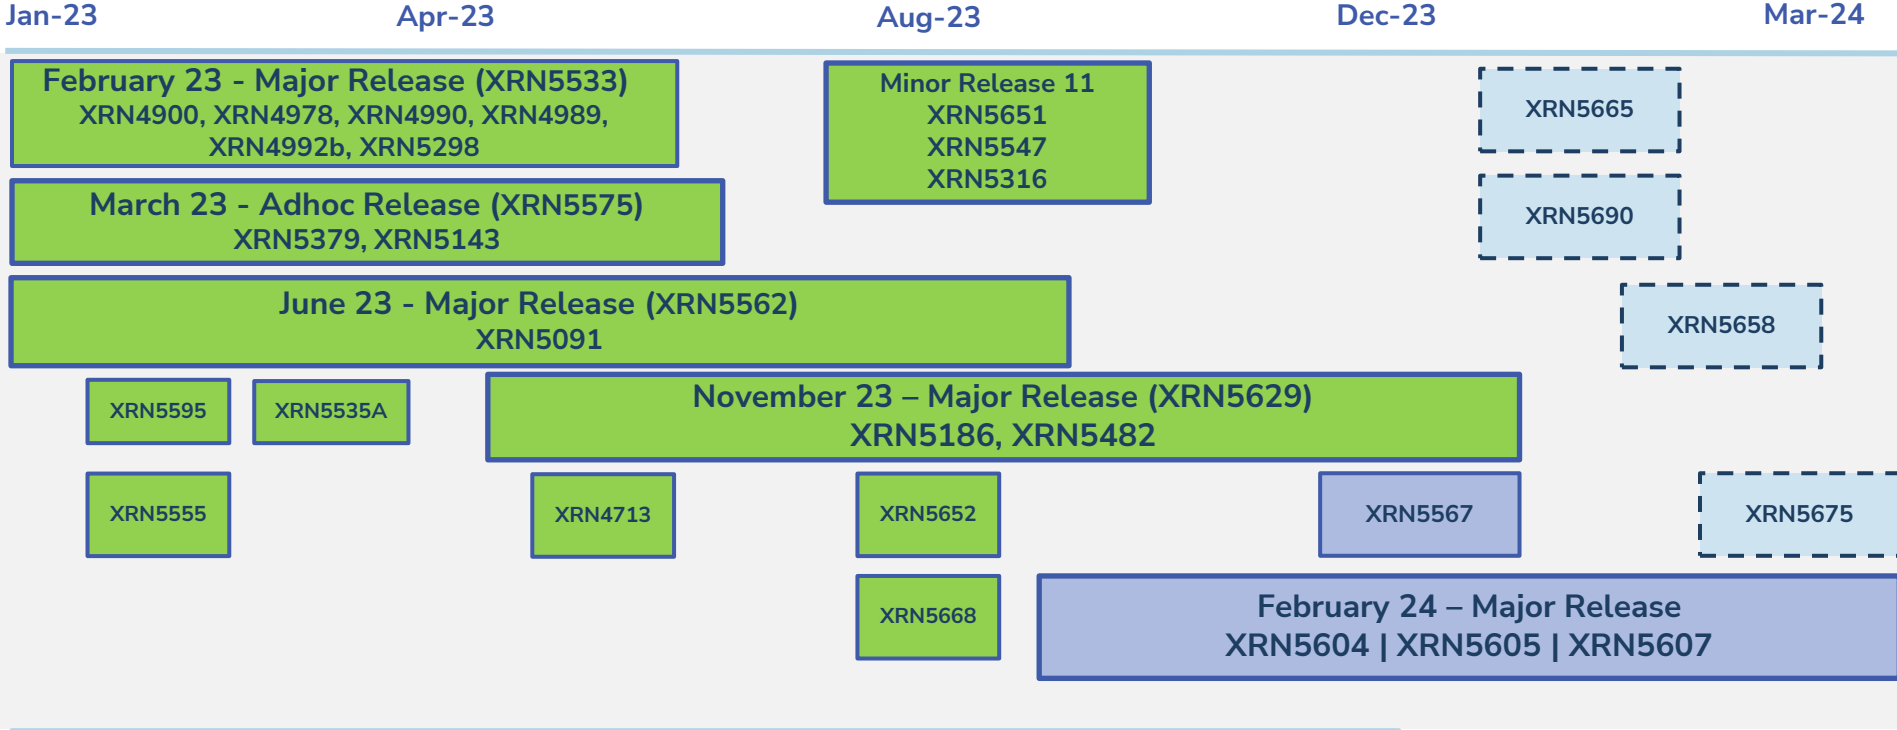 Jan-23
Apr-23
Aug-23
Dec-23
Mar-24
February 23 - Major Release (XRN5533)
XRN4900, XRN4978, XRN4990, XRN4989,
XRN4992b, XRN5298
Minor Release 11
XRN5651
XRN5547
XRN5316
XRN5665
March 23 - Adhoc Release (XRN5575)
XRN5379, XRN5143
XRN5690
June 23 - Major Release (XRN5562)
XRN5091
XRN5658
XRN5595
XRN5535A
November 23 – Major Release (XRN5629)
XRN5186, XRN5482
XRN5555
XRN4713
XRN5652
XRN5567
XRN5675
XRN5668
February 24 – Major Release
XRN5604 | XRN5605 | XRN5607